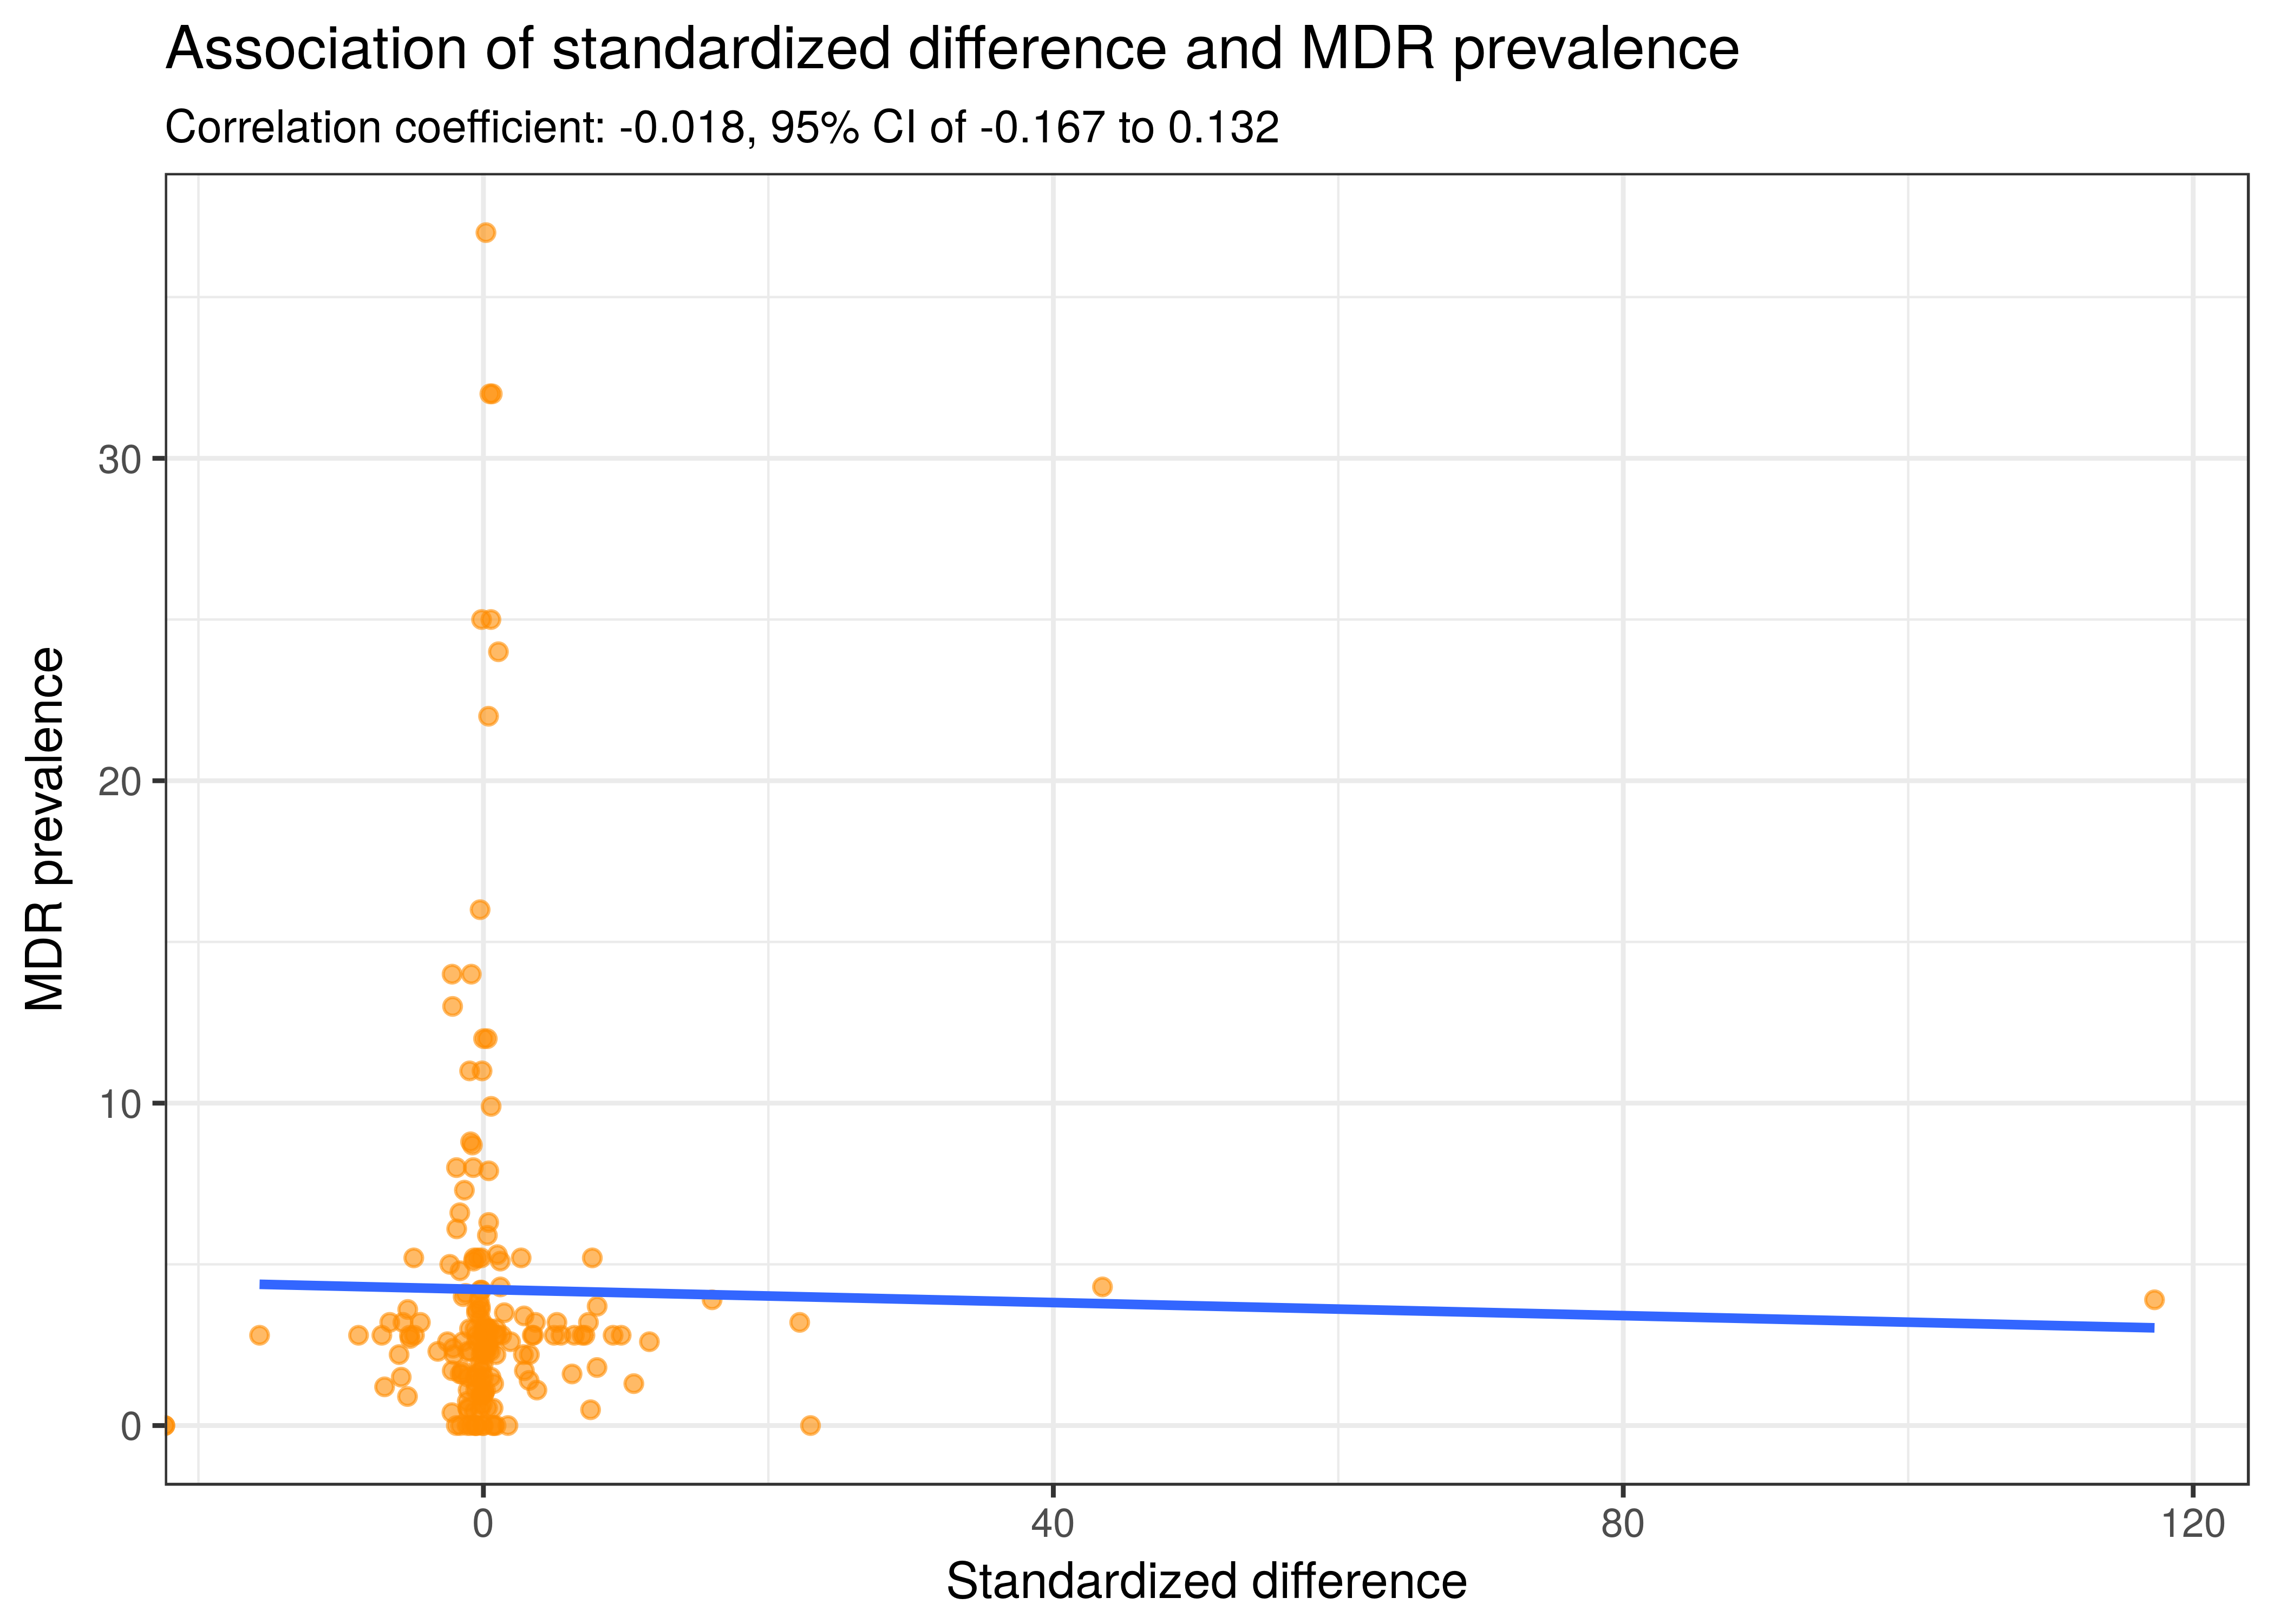 Association of standardized difference and MDR prevalence
Correlation coefficient: -0.018, 95% CI of -0.167 to 0.132
MDR prevalence
30
20
10
0
0
40
80
120
Standardized difference